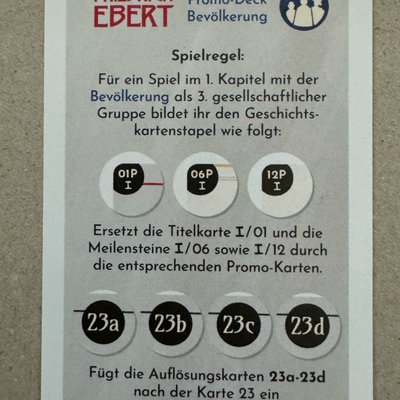 EBERT
Promo-Deck
Bevölkerung
Spielregel:
Für ein Spiel im 1. Kapitel mit der
Bevölkerung als 3. gesellschaftlicher
Gruppe bildet ihr den Geschichts-
kartenstapel wie folgt:
01P I
06P I
12P I
Ersetzt die Titelkarte I/01 und die
Meilensteine I/06 sowie I/12 durch
die entsprechenden Promo-Karten.
23a 23b 23c 23d
Fügt die Auflösungskarten 23a-23d
nach der Karte 23 ein